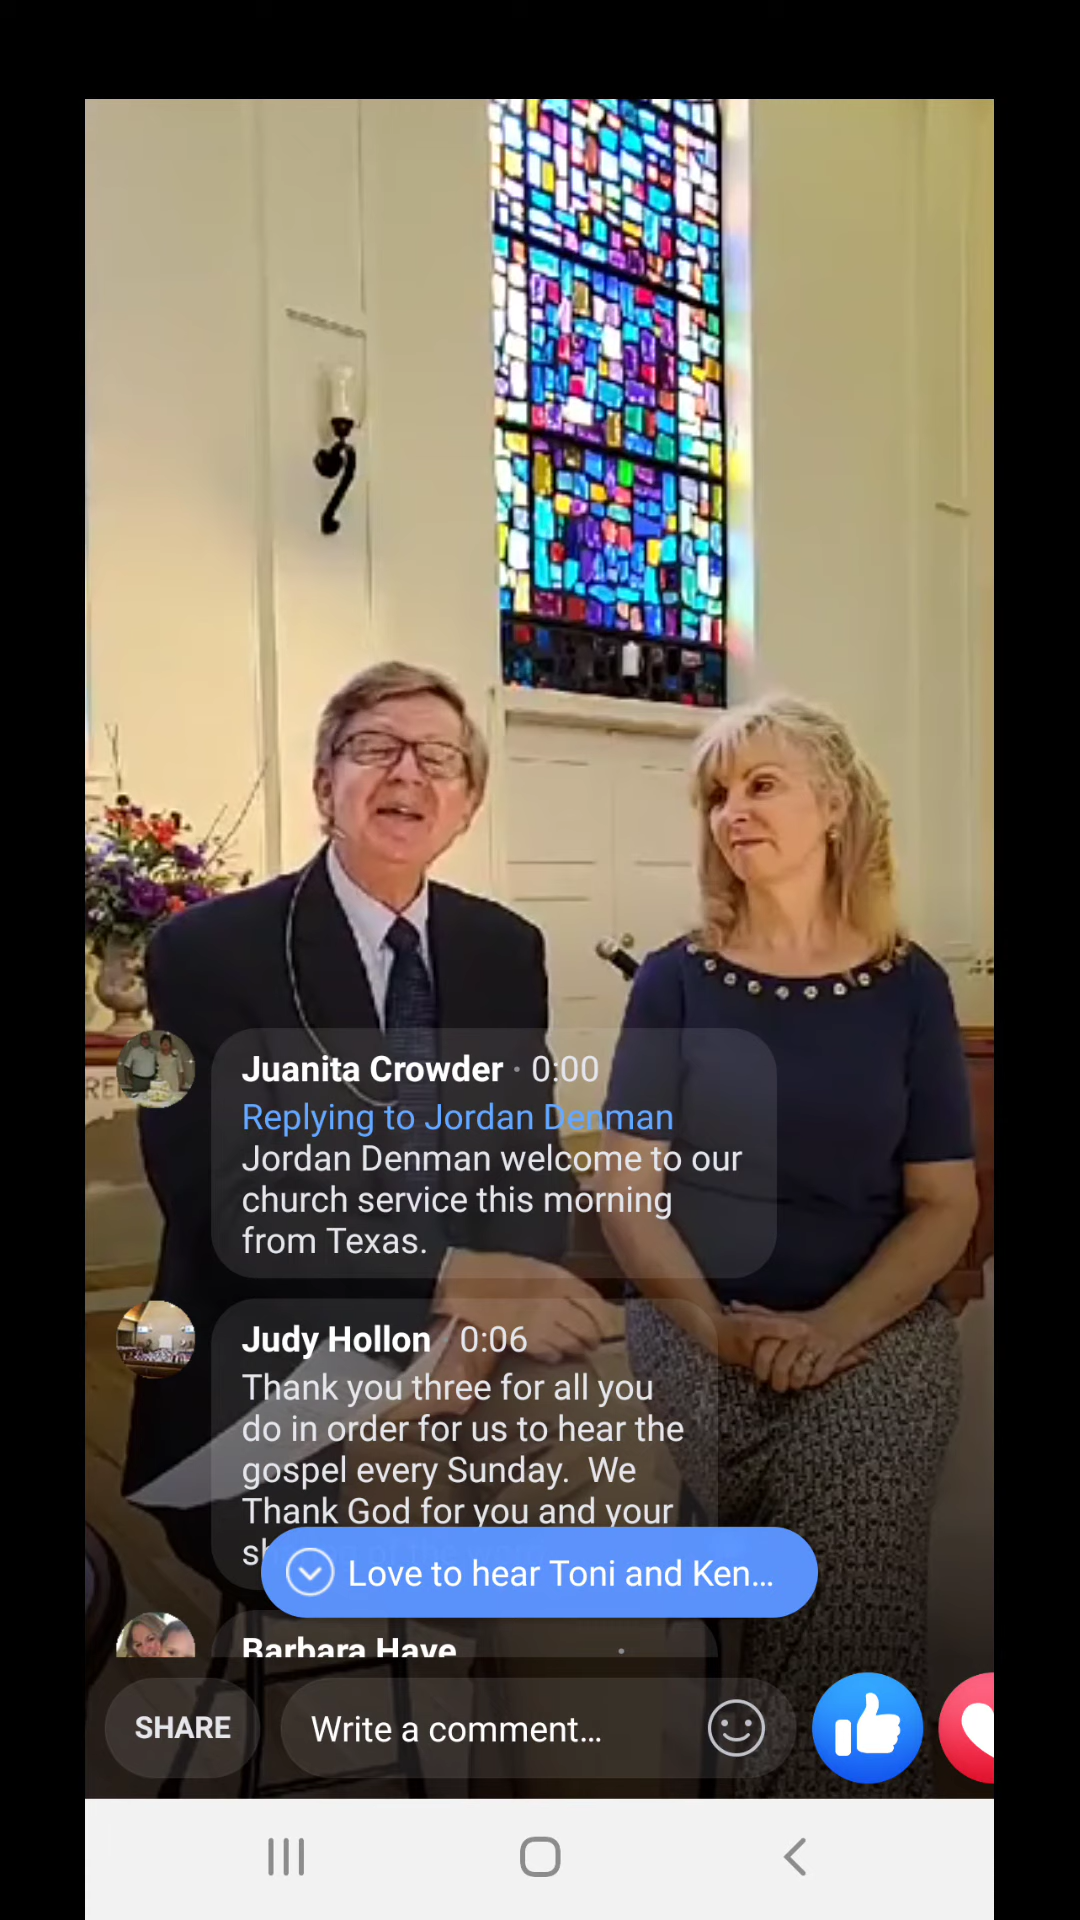 Juanita Crowder · 0:00
Replying to Jordan Denman
Jordan Denman welcome to our
church service this morning
from Texas.
Judy Hollon · 0:06
Thank you three for all you
do in order for us to hear the
gospel every Sunday.  We
Thank God for you and your
Love to hear Toni and Ken...
Barbara Haye
SHARE
Write a comment...